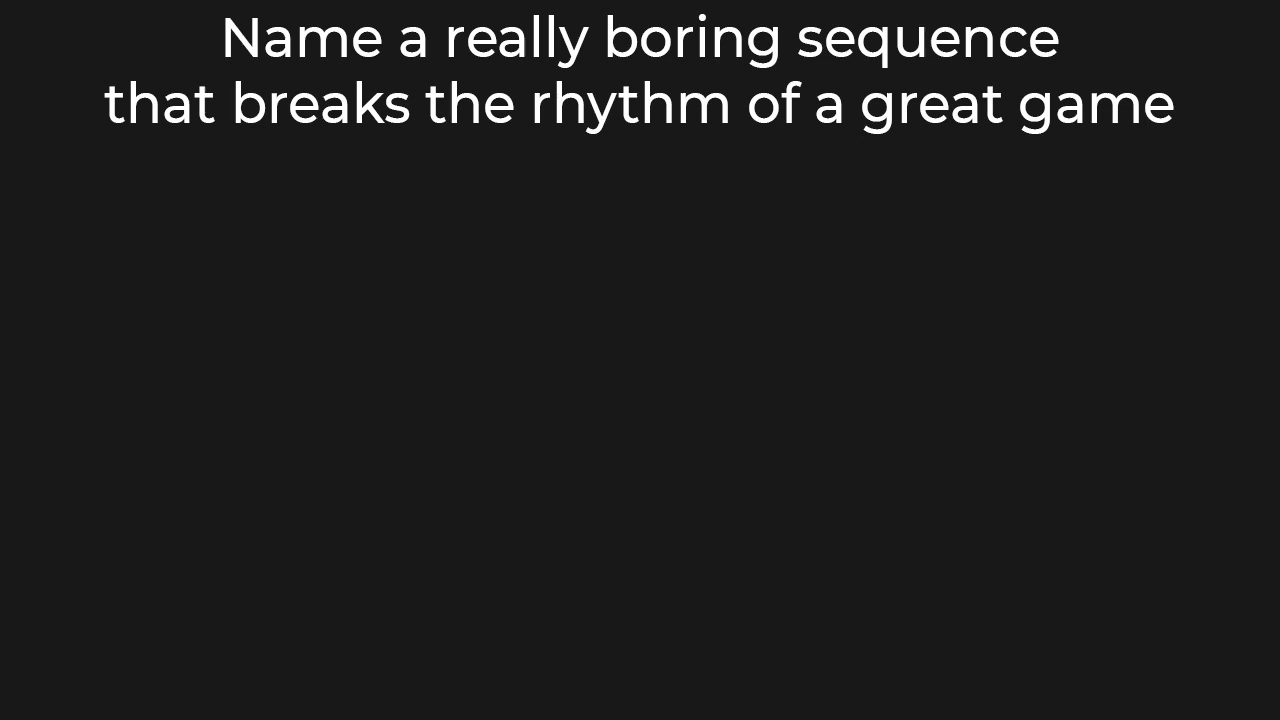 Name a really boring sequence
that breaks the rhythm of a great game